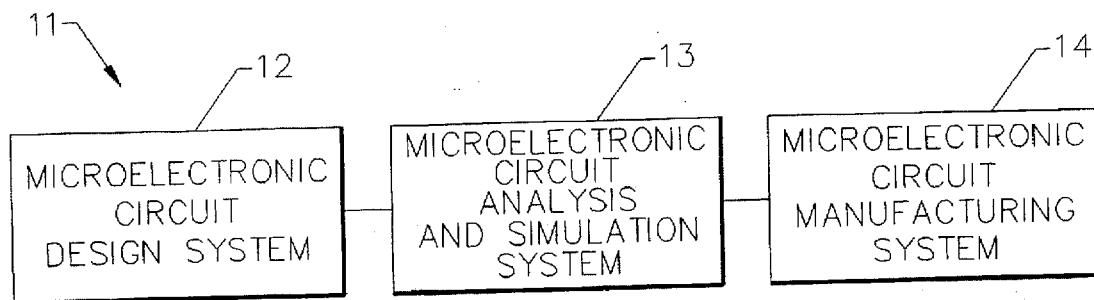 11
12
13
14
MICROELECTRONIC
CIRCUIT
DESIGN SYSTEM
MICROELECTRONIC
CIRCUIT
ANALYSIS
AND SIMULATION
SYSTEM
MICROELECTRONIC
CIRCUIT
MANUFACTURING
SYSTEM